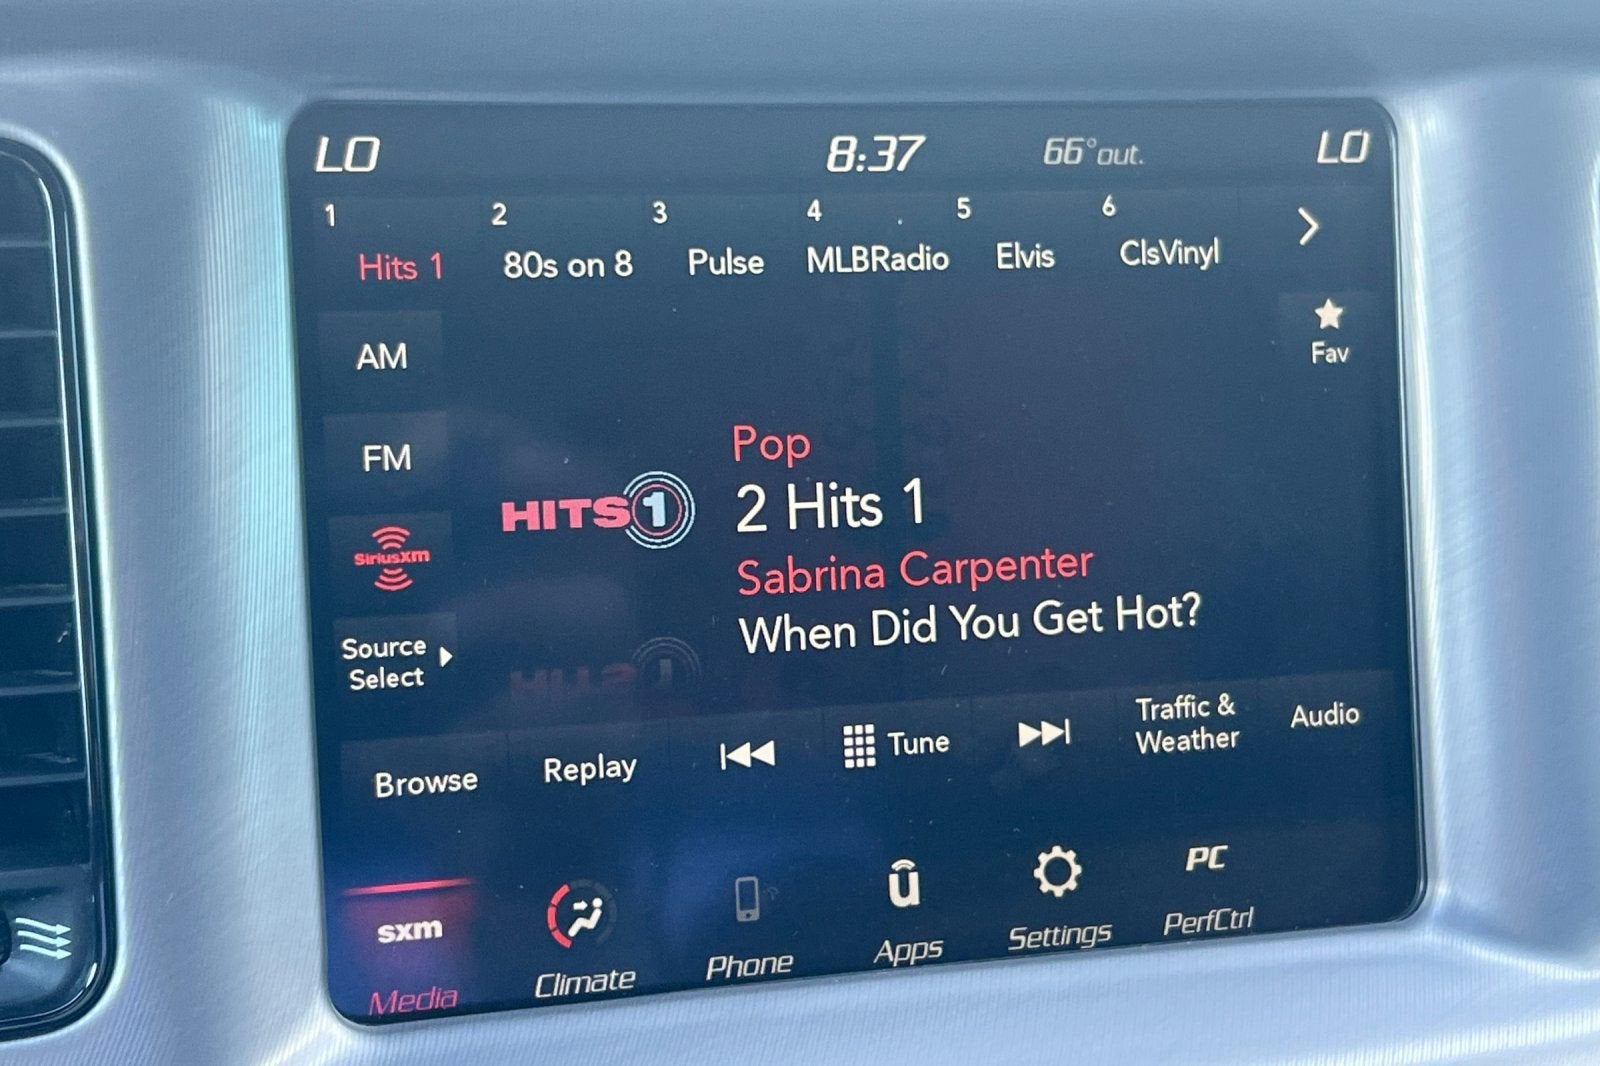 LO 8:37 66°out. LO
1 2 3 4 5 6
Hits 1 80s on 8 Pulse MLBRadio Elvis ClsVinyl
Fav
AM
FM
SiriusXM
Source
Select
HITS 1
Pop
2 Hits 1
Sabrina Carpenter
When Did You Get Hot?
Browse
Replay
Tune
Traffic &
Weather
Audio
sxm
Media
Climate
Phone
u
Apps
Settings
PC
PerfCtrl